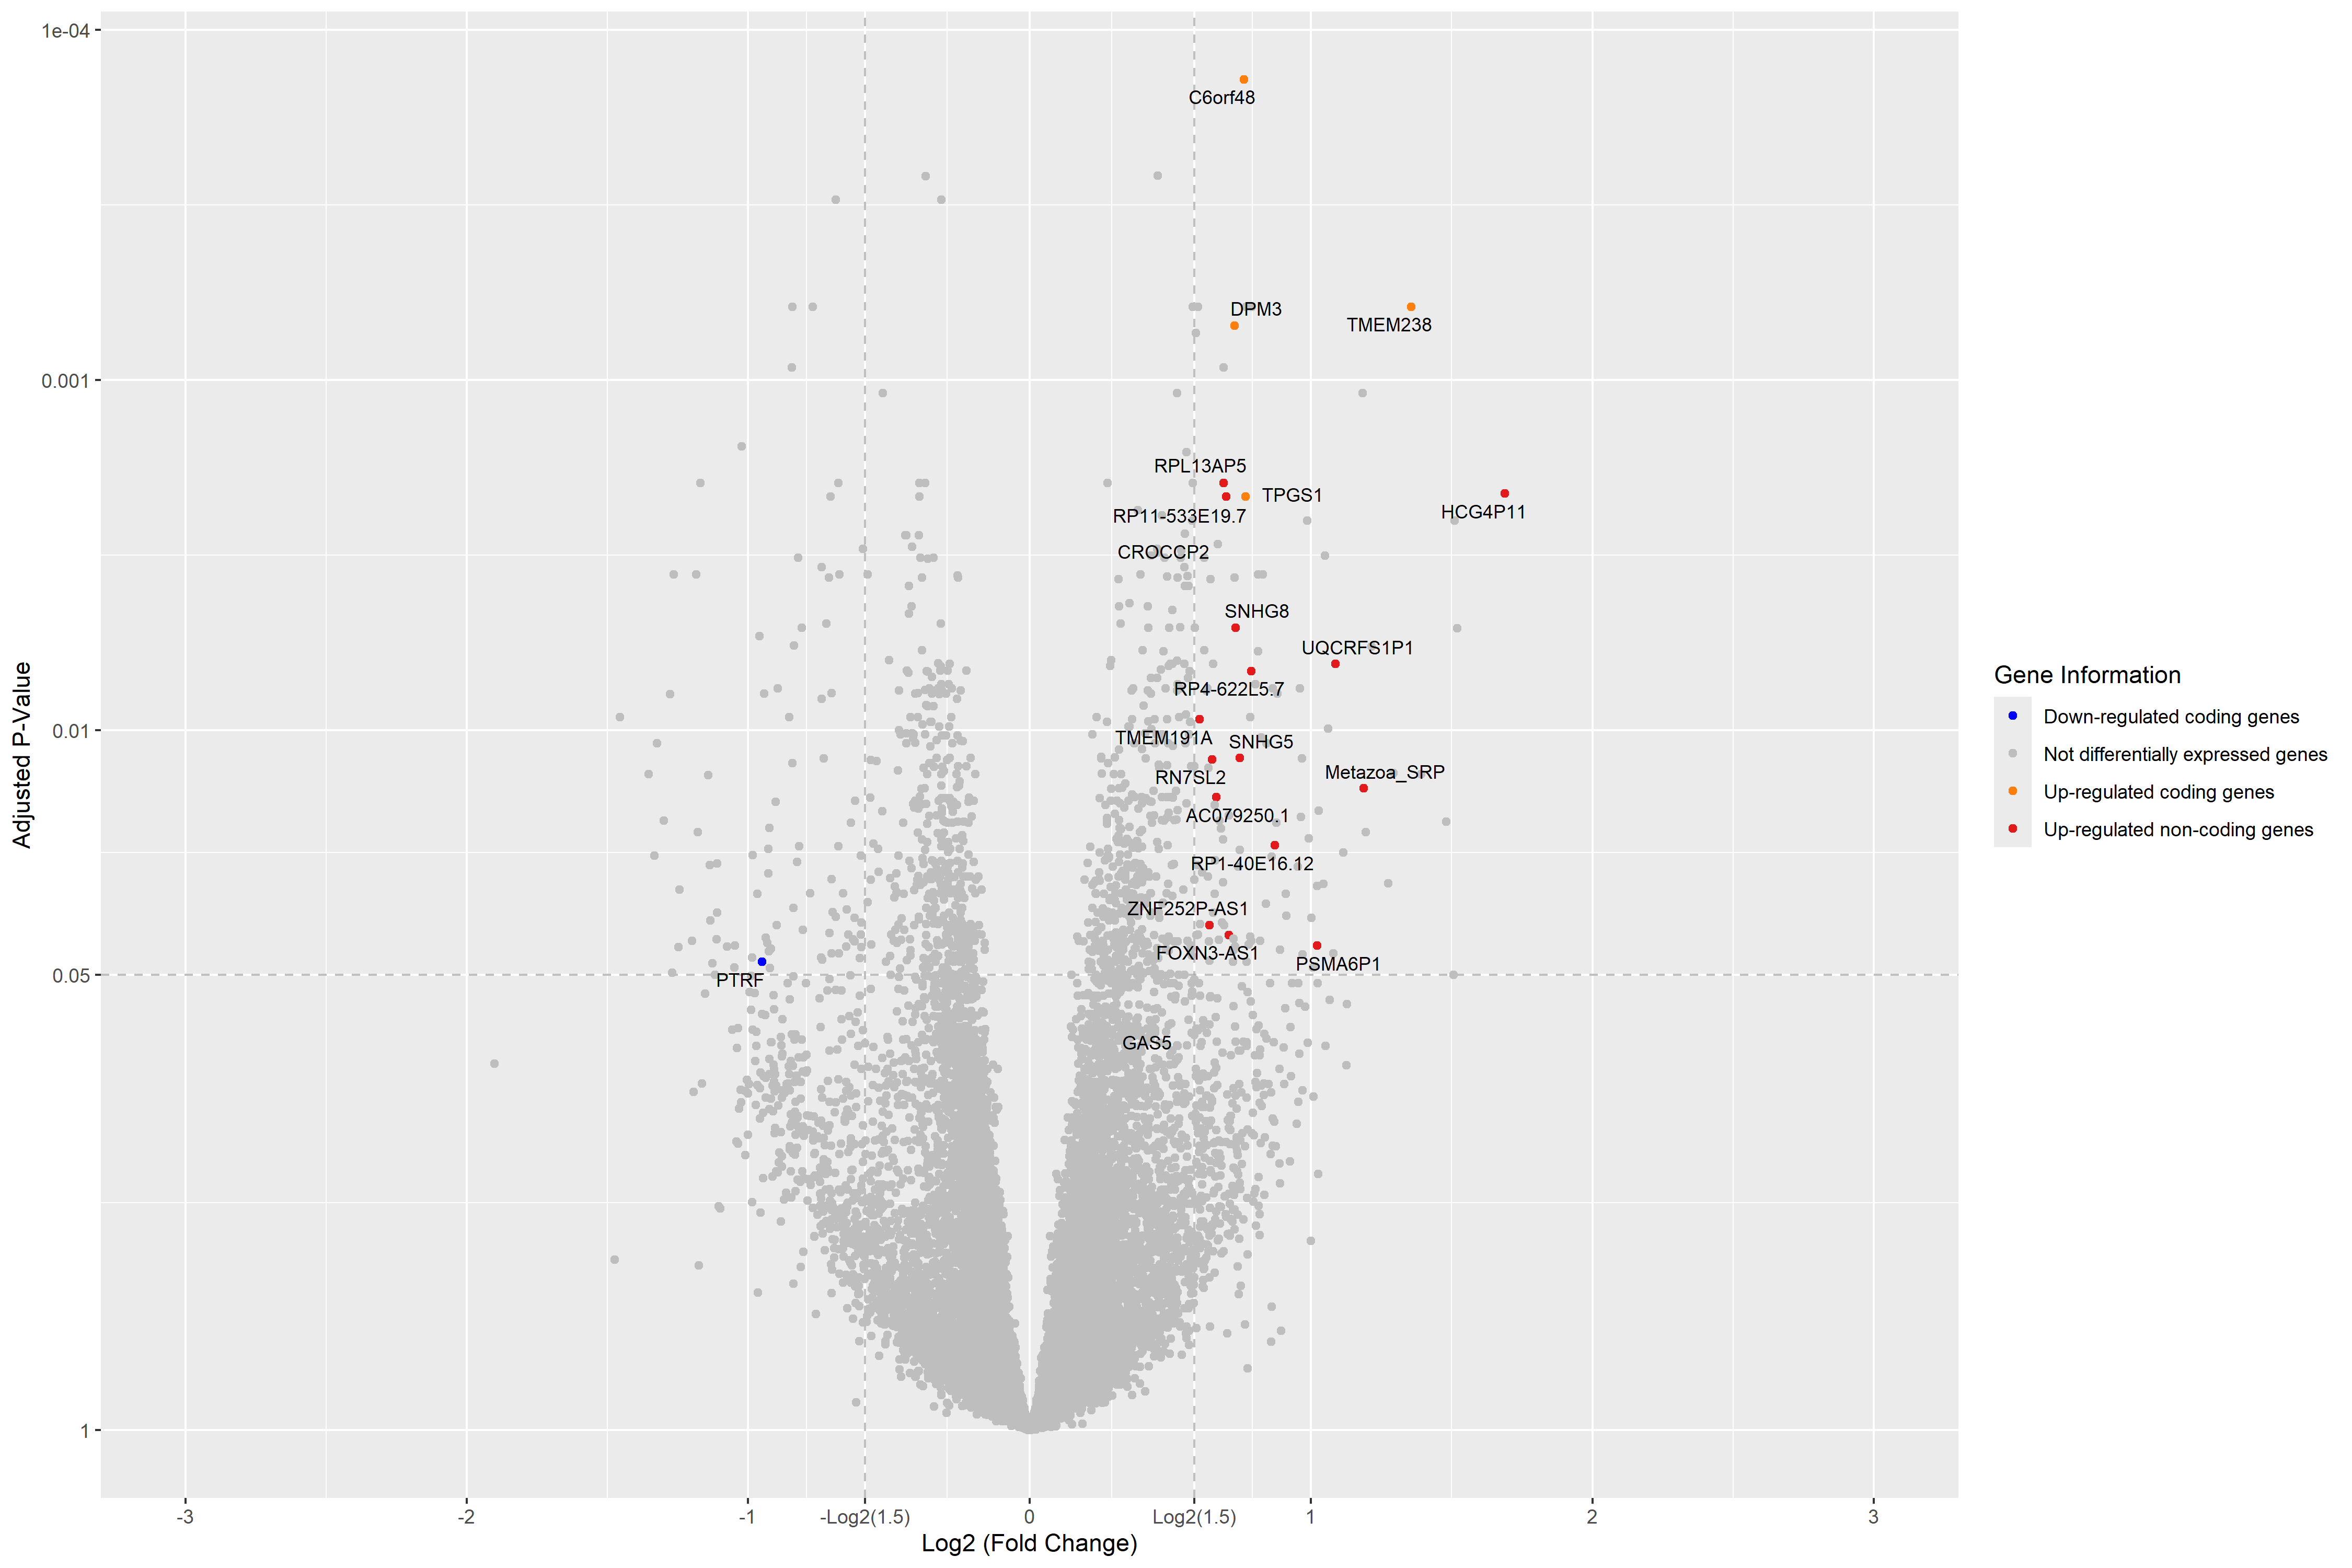 1e-04
C6orf48
DPM3
TMEM238
0.001
RPL13AP5
TPGS1
HCG4P11
RP11-533E19.7
CROCCP2
SNHG8
UQCRFS1P1
RP4-622L5.7
0.01
TMEM191A
SNHG5
Metazoa_SRP
RN7SL2
AC079250.1
RP1-40E16.12
ZNF252P-AS1
FOXN3-AS1
PSMA6P1
0.05
PTRF
GAS5
1
Adjusted P-Value
-3
-2
-1
-Log2(1.5)
0
Log2(1.5)
1
2
3
Log2 (Fold Change)
Gene Information
Down-regulated coding genes
Not differentially expressed genes
Up-regulated coding genes
Up-regulated non-coding genes